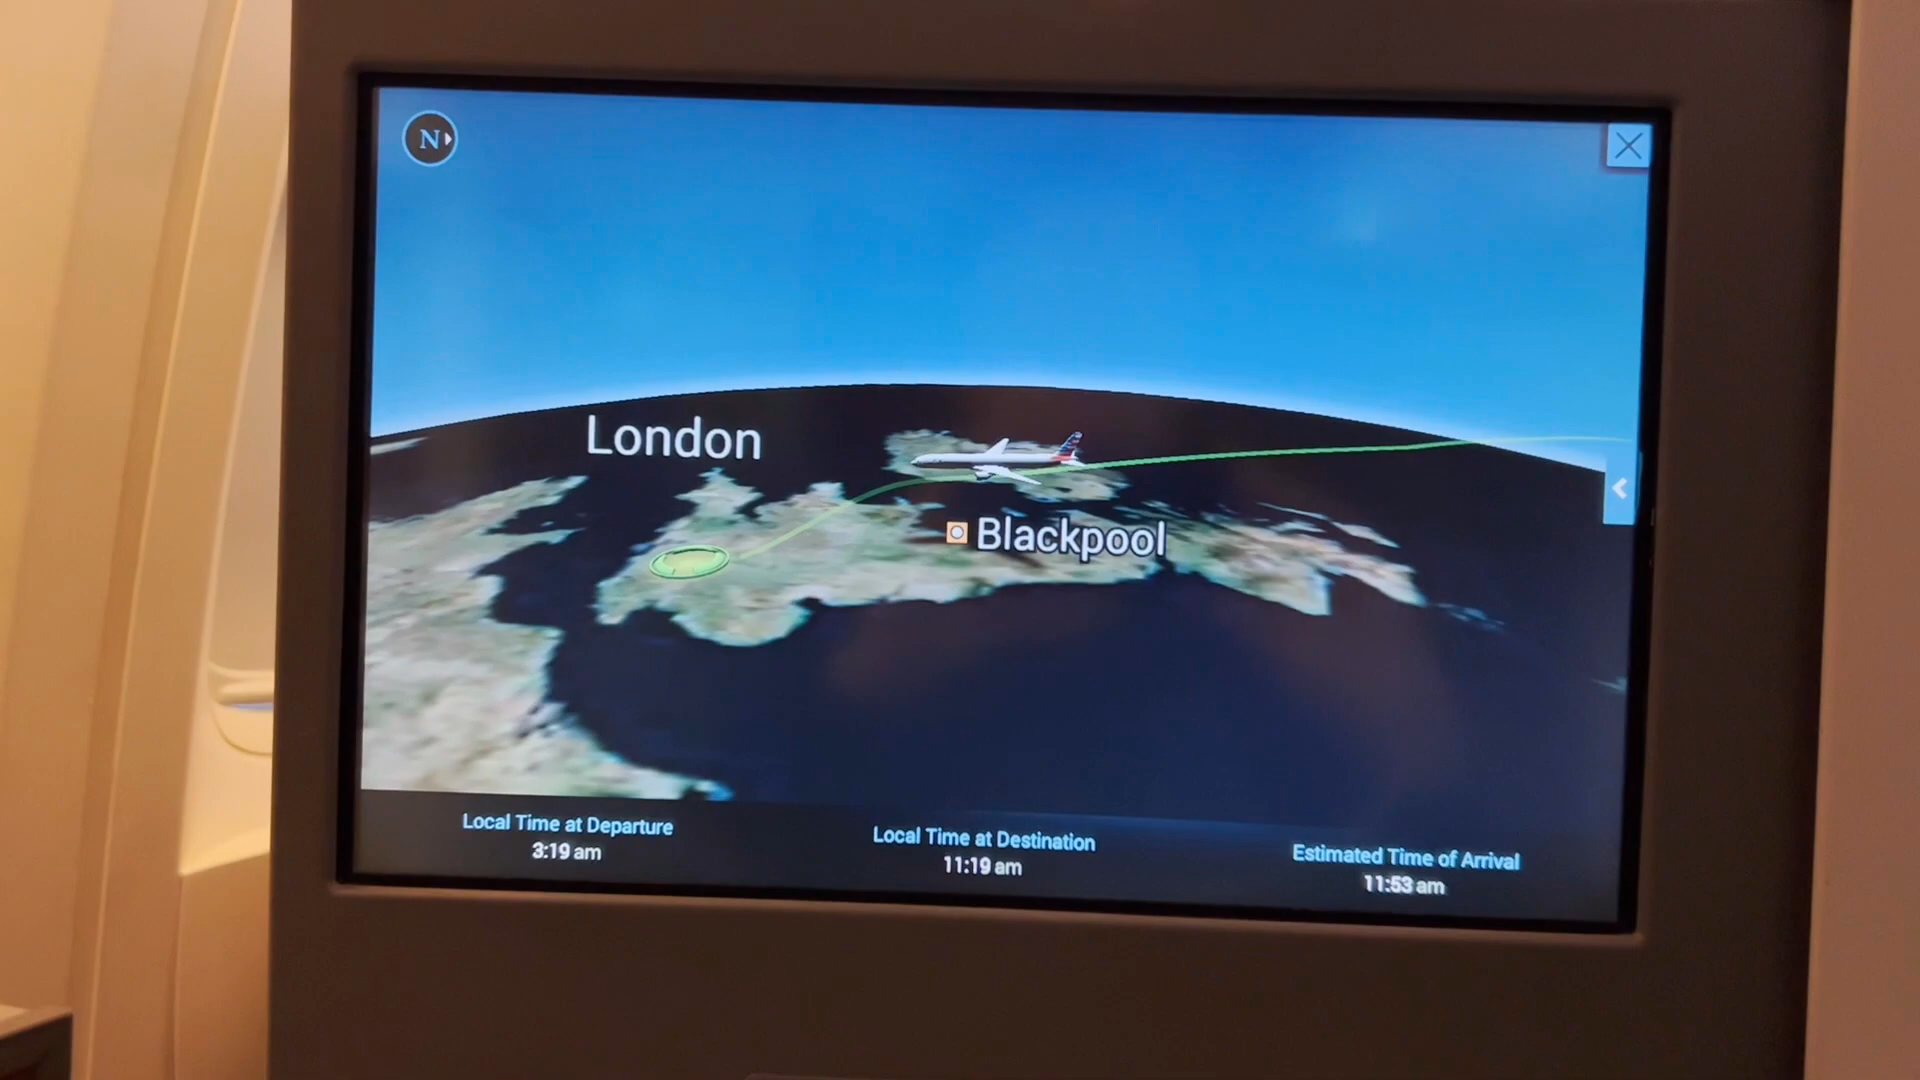 N
London
Blackpool
Local Time at Departure
3:19 am
Local Time at Destination
11:19 am
Estimated Time of Arrival
11:53 am